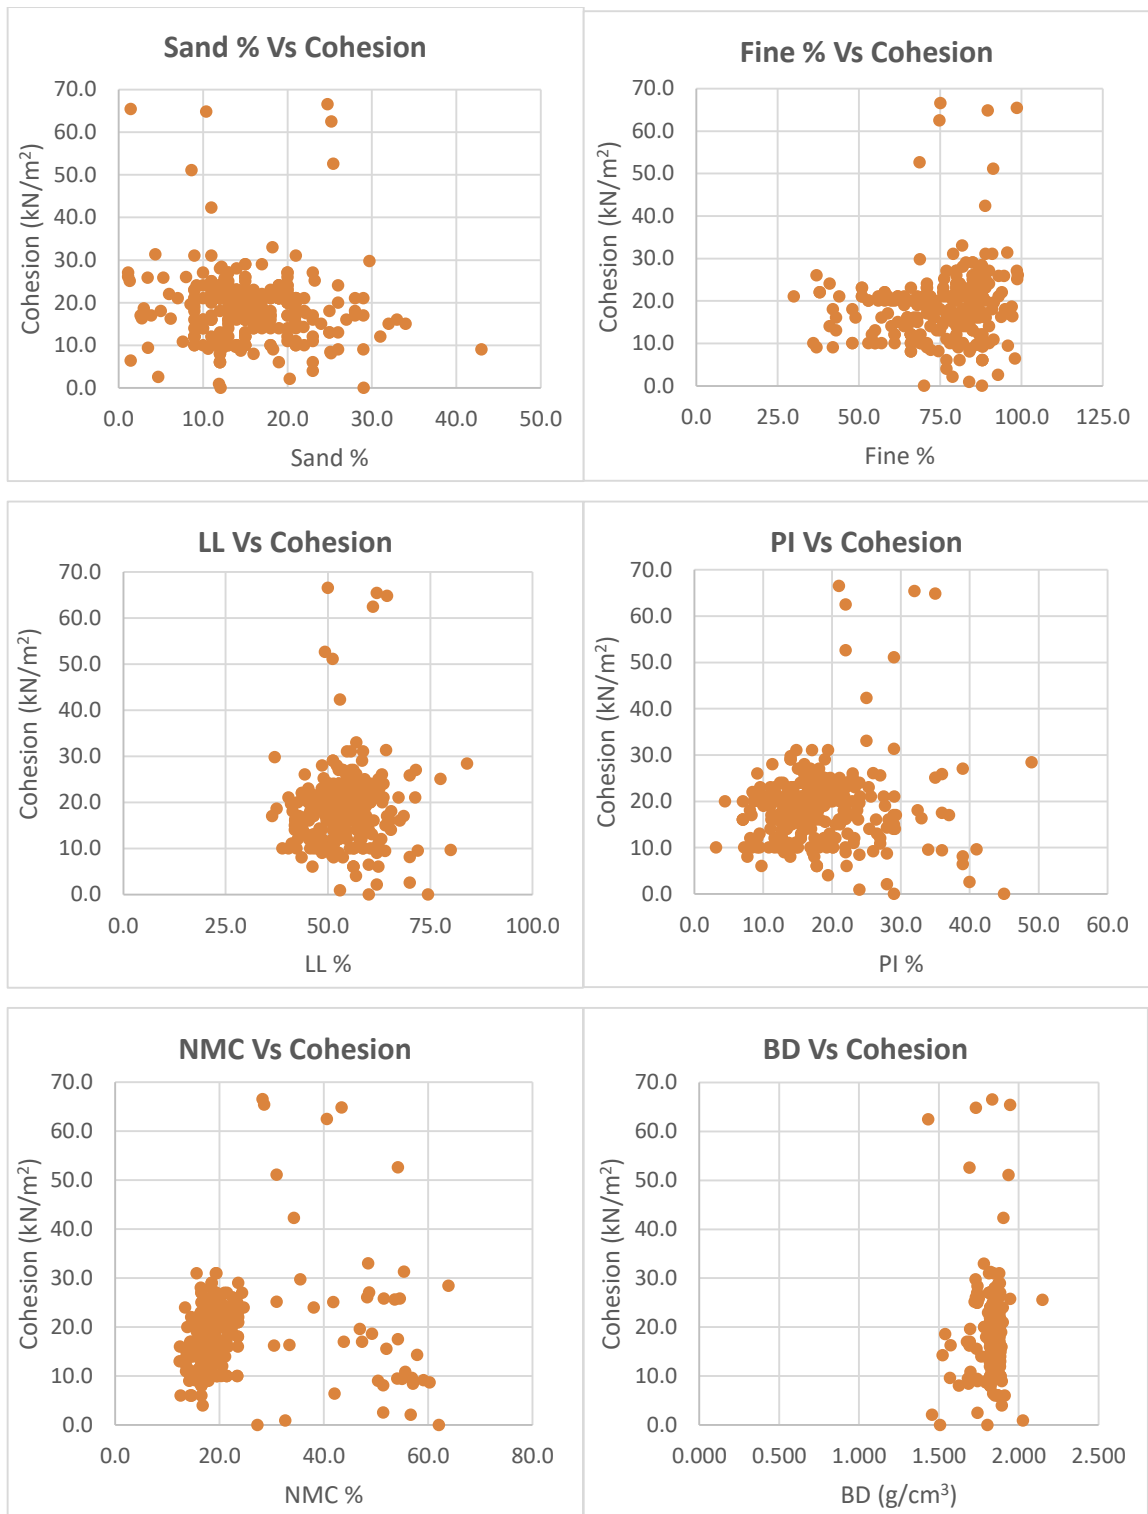 Sand % Vs Cohesion
Cohesion (kN/m²)
70.0
60.0
50.0
40.0
30.0
20.0
10.0
0.0
0.0 10.0 20.0 30.0 40.0 50.0
Sand %
Fine % Vs Cohesion
Cohesion (kN/m²)
70.0
60.0
50.0
40.0
30.0
20.0
10.0
0.0
0.0 25.0 50.0 75.0 100.0 125.0
Fine %
LL Vs Cohesion
Cohesion (kN/m²)
70.0
60.0
50.0
40.0
30.0
20.0
10.0
0.0
0.0 25.0 50.0 75.0 100.0
LL %
PI Vs Cohesion
Cohesion (kN/m²)
70.0
60.0
50.0
40.0
30.0
20.0
10.0
0.0
0.0 10.0 20.0 30.0 40.0 50.0 60.0
PI %
NMC Vs Cohesion
Cohesion (kN/m²)
70.0
60.0
50.0
40.0
30.0
20.0
10.0
0.0
0.0 20.0 40.0 60.0 80.0
NMC %
BD Vs Cohesion
Cohesion (kN/m²)
70.0
60.0
50.0
40.0
30.0
20.0
10.0
0.0
0.000 0.500 1.000 1.500 2.000 2.500
BD (g/cm³)